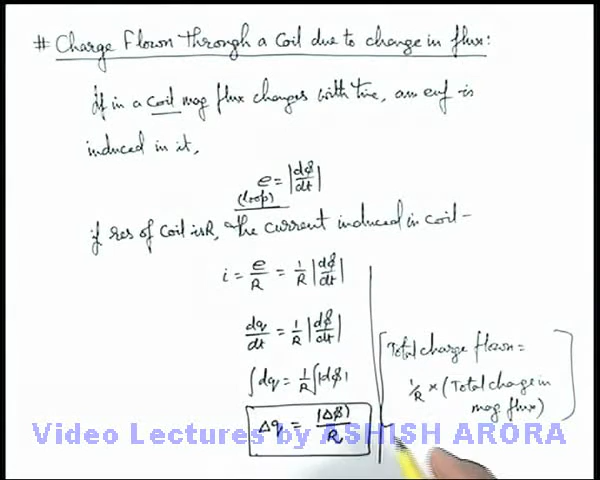 # Charge Flown Through a Coil due to change in flux:
If in a coil mag flux changes with time, an emf is
induced in it,
e = |dϕ/dt|
(loop)
if res of coil is R, the current induced in coil –
i = e/R = 1/R |dϕ/dt|
dq/dt = 1/R |dϕ/dt|
∫dq = 1/R ∫|dϕ|
Δq = |Δϕ|/R
Total charge flown =
1/R × (Total change in
mag flux)
Video Lectures by ASHISH ARORA